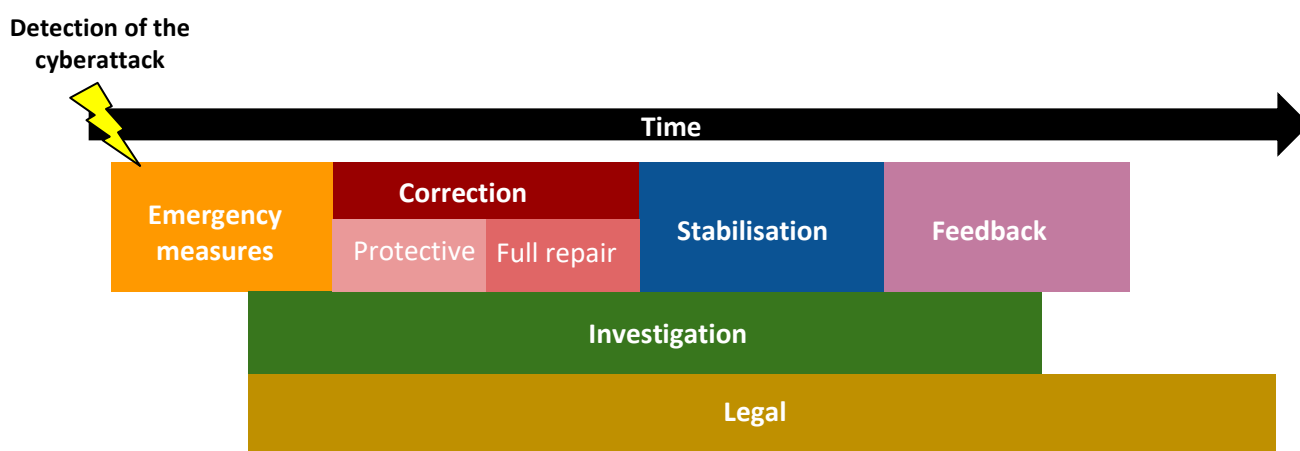 Detection of the
cyberattack
Time
Emergency
measures
Correction
Protective
Full repair
Stabilisation
Feedback
Investigation
Legal